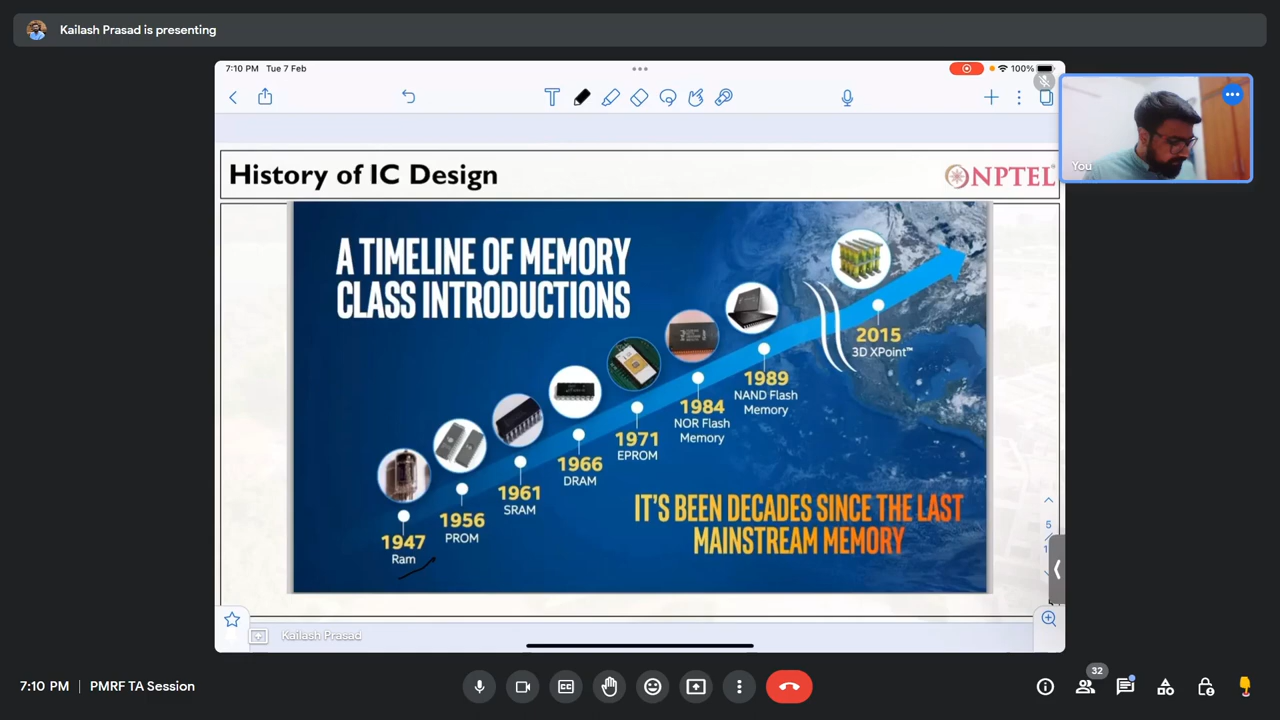 Kailash Prasad is presenting
7:10 PM Tue 7 Feb
100%
History of IC Design
NPTEL
You
A TIMELINE OF MEMORY
CLASS INTRODUCTIONS
2015
3D XPoint™
1989
NAND Flash
Memory
1984
NOR Flash
Memory
1971
EPROM
1966
DRAM
1961
SRAM
1956
PROM
1947
Ram
IT'S BEEN DECADES SINCE THE LAST
MAINSTREAM MEMORY
5
Kailash Prasad
7:10 PM | PMRF TA Session
32